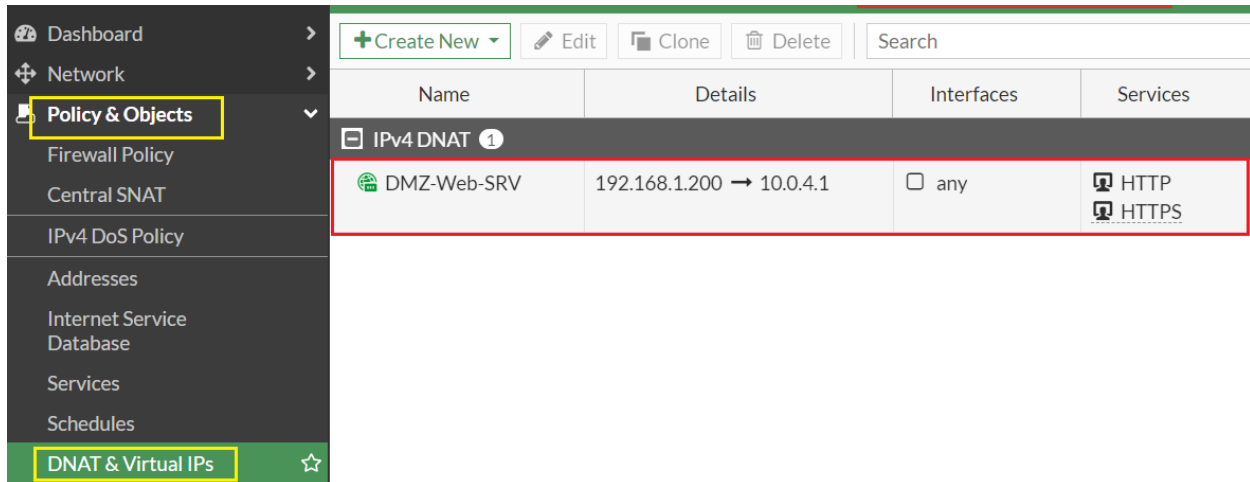 Dashboard
Network
Policy & Objects
Firewall Policy
Central SNAT
IPv4 DoS Policy
Addresses
Internet Service
Database
Services
Schedules
DNAT & Virtual IPs
Create New Edit Clone Delete Search
Name Details Interfaces Services
IPv4 DNAT 1
DMZ-Web-SRV 192.168.1.200 → 10.0.4.1 any HTTP
HTTPS